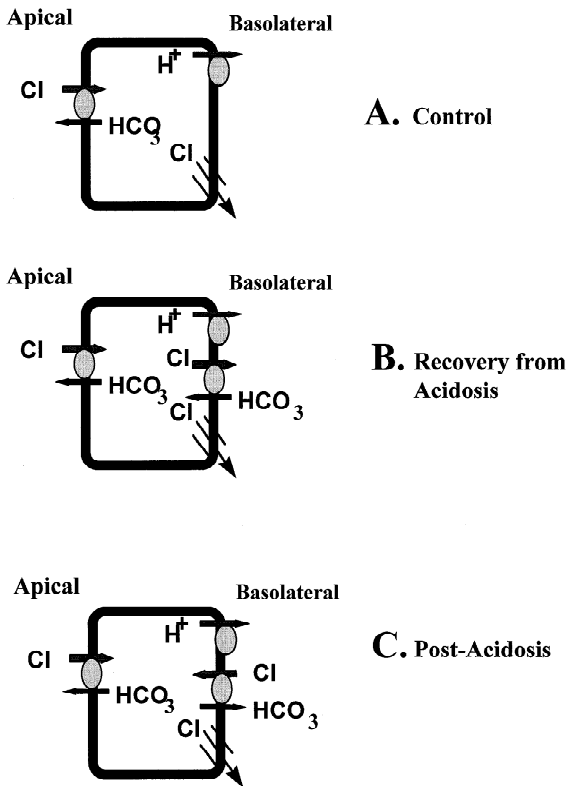 Apical
Basolateral
H+
Cl
HCO3
Cl
A. Control
Apical
Basolateral
H+
Cl
Cl
HCO3
Cl
HCO3
B. Recovery from
Acidosis
Apical
Basolateral
H+
Cl
Cl
HCO3
HCO3
Cl
C. Post-Acidosis